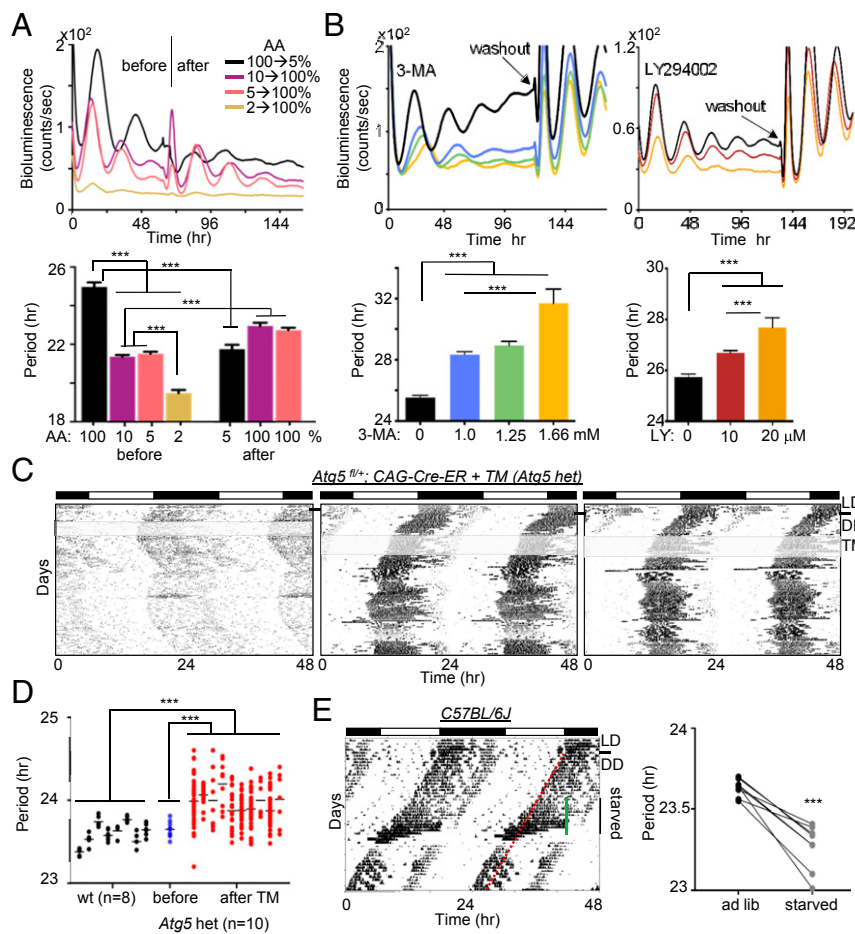 A
x10²
AA
before
after
100→5%
10→100%
5→100%
2→100%
Bioluminescence
(counts/sec)
2
1
0
0
48
96
144
Time (hr)
B
x10²
3-MA
washout
Bioluminescence
(counts/sec)
2
1
0
0
48
96
144
Time hr
x10²
LY294002
washout
1.2
0.6
0
0
48
96
144
192
Time hr
Period (hr)
26
22
18
***
***
***
***
AA: 100 10 5 2 5 100 100 %
before after
Period (hr)
32
28
24
***
***
3-MA: 0 1.0 1.25 1.66 mM
Period (hr)
30
28
26
24
***
***
LY: 0 10 20 µM
C
Atg5 fl/+; CAG-Cre-ER + TM (Atg5 het)
LD
DD
TM
Days
0 24 48
0 24 48
0 24 48
Time (hr)
D
Period (hr)
25
24
23
***
***
wt (n=8) before after TM
Atg5 het (n=10)
E
C57BL/6J
LD
DD
starved
Days
0 24 48
Time (hr)
Period (hr)
24
23.5
23
***
ad lib starved